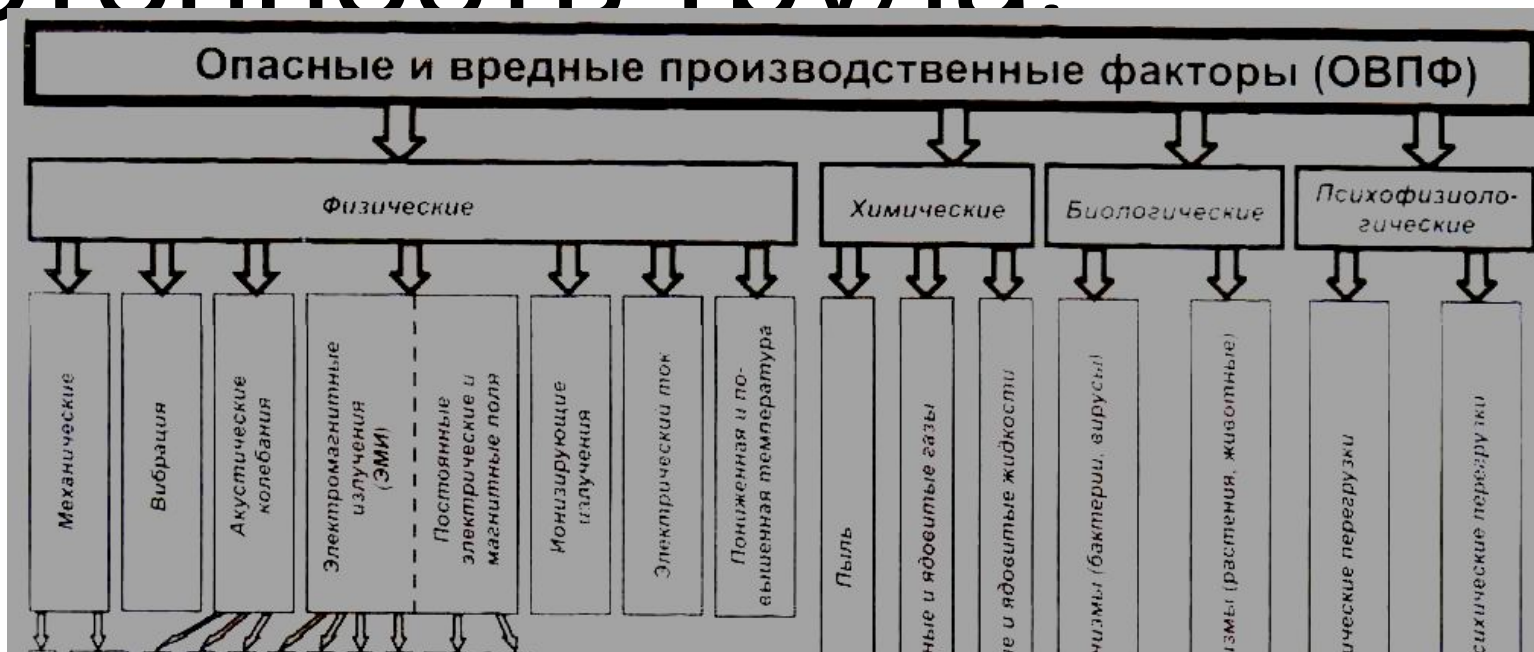 труда.
Опасные и вредные производственные факторы (ОВПФ)
Физические
Химические
Биологические
Психофизиоло-
гические
Механические
Вибрация
Акустические
колебания
Электромагнитные
излучения
(ЭМИ)
Постоянные
электрические и
магнитные поля
Ионизирующие
излучения
Электрический ток
Пониженная и по-
вышенная температура
Пыль
и ядовитые газы
и ядовитые жидкости
(бактерии, вирусы)
(растения, животные)
перегрузки
перегрузки